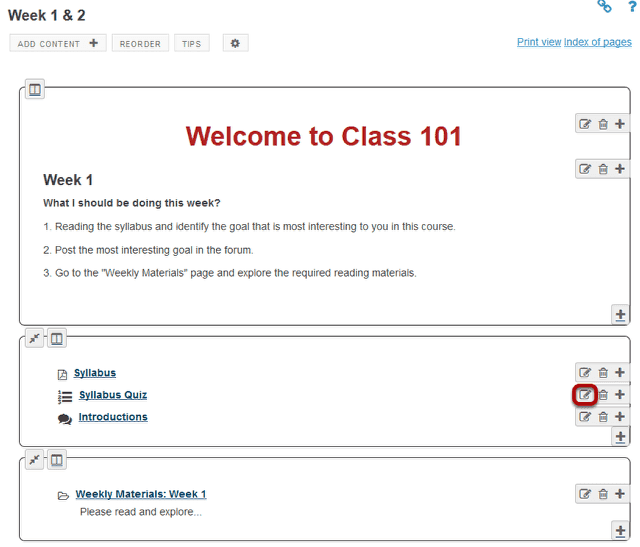 Week 1 & 2
?
ADD CONTENT +
REORDER
TIPS
Print view Index of pages
Welcome to Class 101
Week 1
What I should be doing this week?
1. Reading the syllabus and identify the goal that is most interesting to you in this course.
2. Post the most interesting goal in the forum.
3. Go to the "Weekly Materials" page and explore the required reading materials.
Syllabus
Syllabus Quiz
Introductions
Weekly Materials: Week 1
Please read and explore...